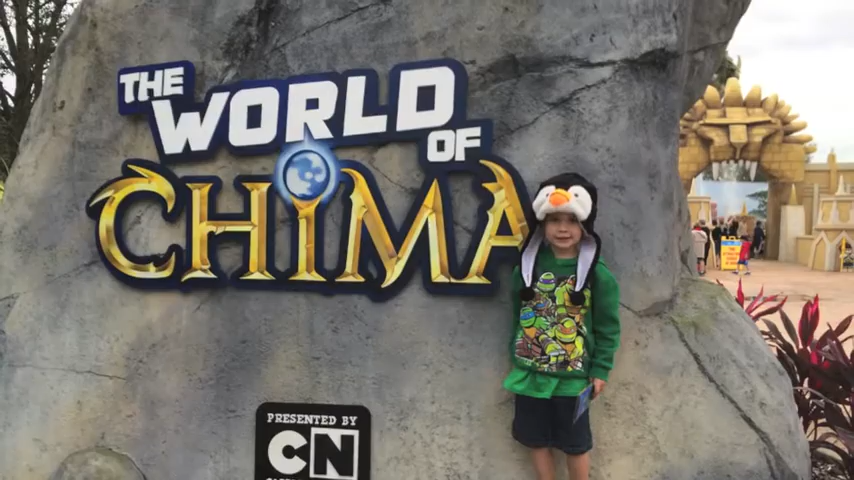 THE
WORLD
OF
CHIMA
PRESENTED BY
CN